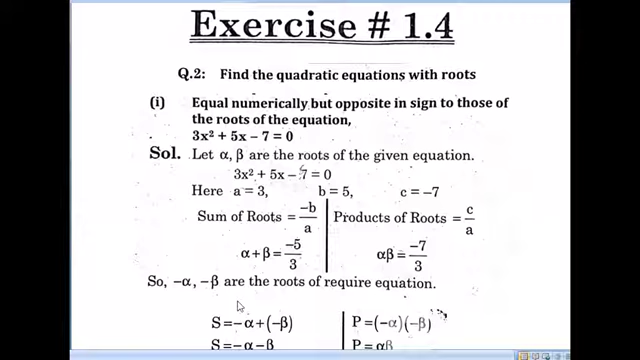 Exercise # 1.4
Q.2: Find the quadratic equations with roots
(i) Equal numerically but opposite in sign to those of
the roots of the equation,
3x² + 5x − 7 = 0
Sol. Let α, β are the roots of the given equation.
3x² + 5x − 7 = 0
Here a = 3, b = 5, c = −7
Sum of Roots = −b/a | Products of Roots = c/a
α + β = −5/3 | αβ = −7/3
So, −α, −β are the roots of require equation.
S = −α + (−β) | P = (−α)(−β)
S = −α − β | P = αβ